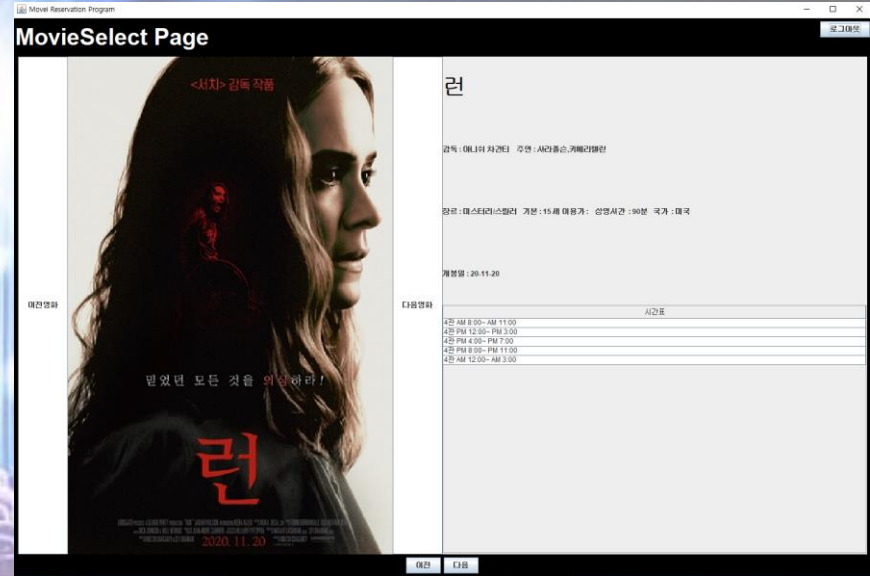 Movei Reservation Program
MovieSelect Page
로그아웃
<서치> 감독 작품
믿었던 모든 것을 의심하라!
런
2020. 11. 20
이전영화
다음영화
런
감독 : 아니쉬 차건티 주연 : 사라폴슨,키에라앨런
장르 : 미스터리/스릴러 기본 : 15세 이용가 : 상영시간 : 90분 국가 : 미국
개봉일 : 20-11-20
시간표
4관 AM 8:00~ AM 11:00
4관 PM 12:00~ PM 3:00
4관 PM 4:00~ PM 7:00
4관 PM 8:00~ PM 11:00
4관 AM 12:00~ AM 3:00
이전
다음